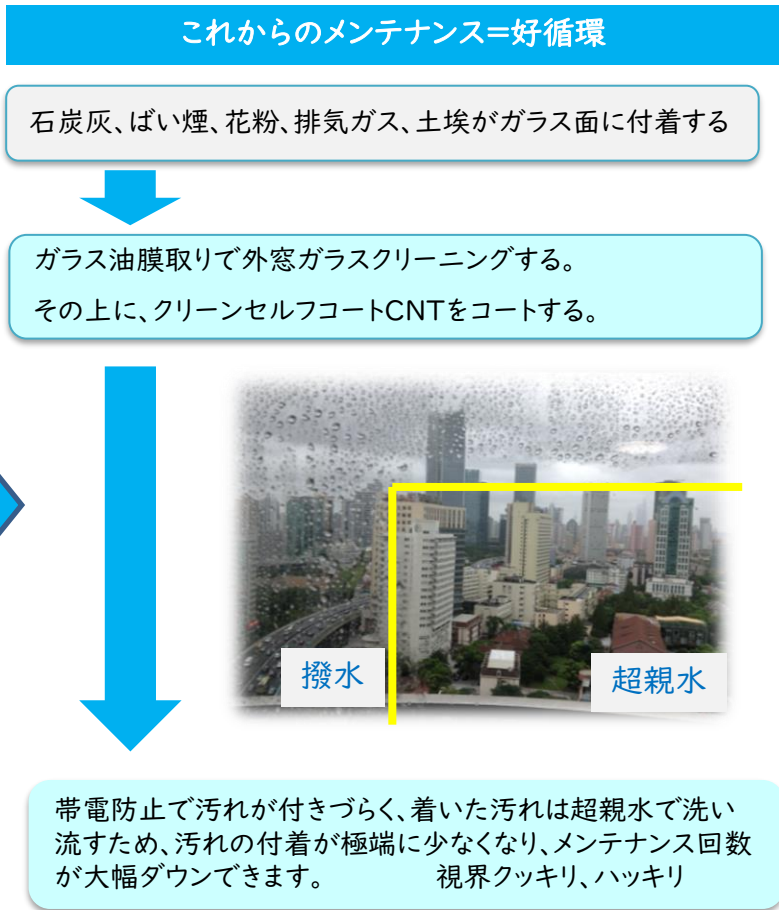 これからのメンテナンス=好循環
石炭灰、ばい煙、花粉、排気ガス、土埃がガラス面に付着する
ガラス油膜取りで外窓ガラスクリーニングする。
その上に、クリーンセルフコートCNTをコートする。
撥水
超親水
帯電防止で汚れが付きづらく、着いた汚れは超親水で洗い
流すため、汚れの付着が極端に少なくなり、メンテナンス回数
が大幅ダウンできます。　　　　視界クッキリ、ハッキリ